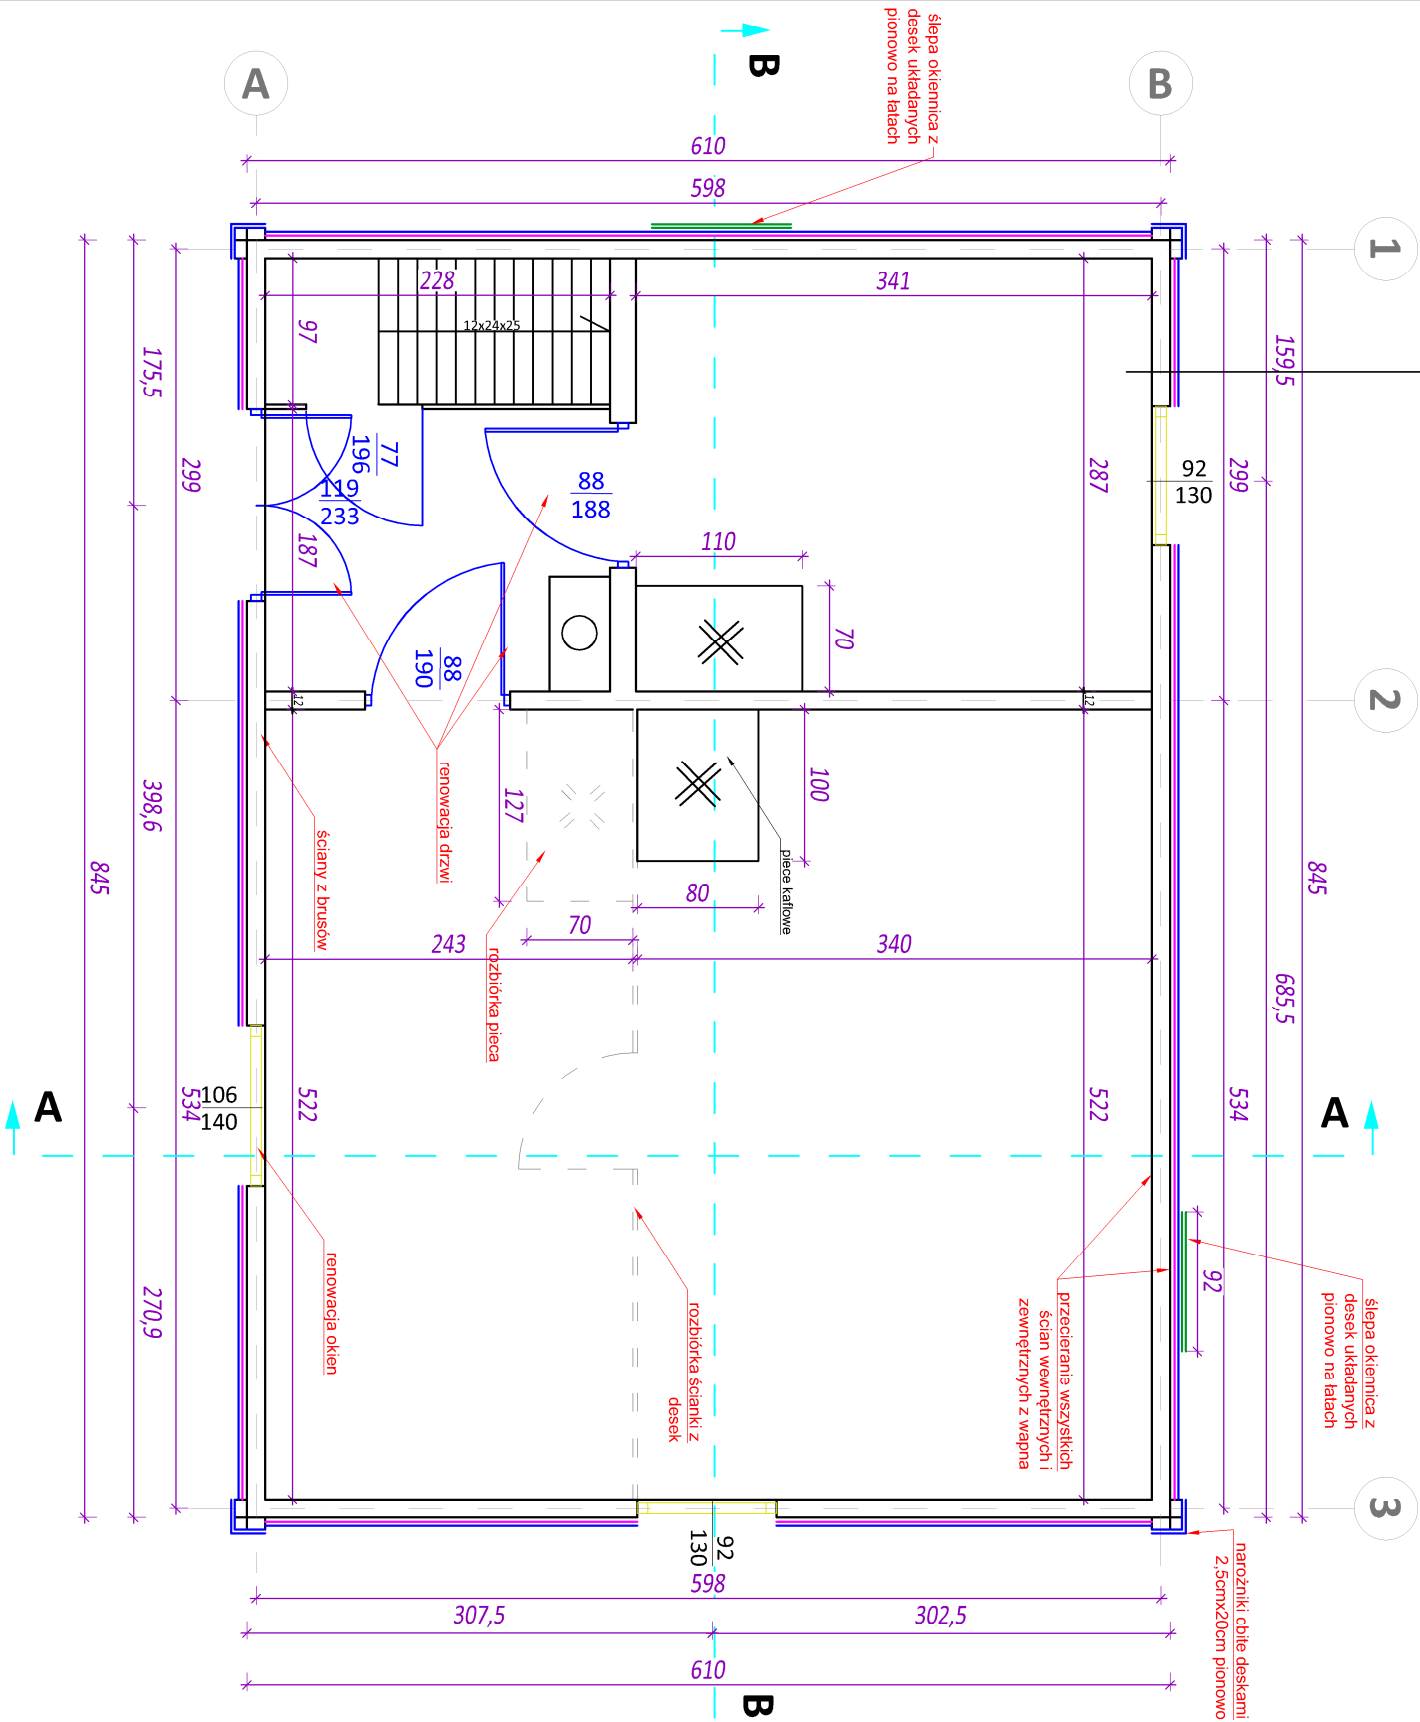 ślepa okiennica z
desek układanych
pionowo na łatach
B
A
B
610
598
1
228
341
12x24x25
97
175,5
159,5
299
77
196
119
233
88
188
287
92
130
299
187
110
70
88
190
12
12
2
127
100
398,6
renowacja drzwi
ściany z brusów
piece kaflowe
845
845
80
70
243
340
rozbiórka pieca
685,5
A
106
140
534
522
522
534
A
92
270,9
renowacja okien
rozbiórka ścianki z
desek
przecieranie wszystkich
ścian wewnętrznych i
zewnętrznych z wapna
ślepa okiennica z
desek układanych
pionowo na łatach
3
92
130
598
307,5
302,5
narożniki cbite deskami
2,5cmx20cm pionowo
610
B